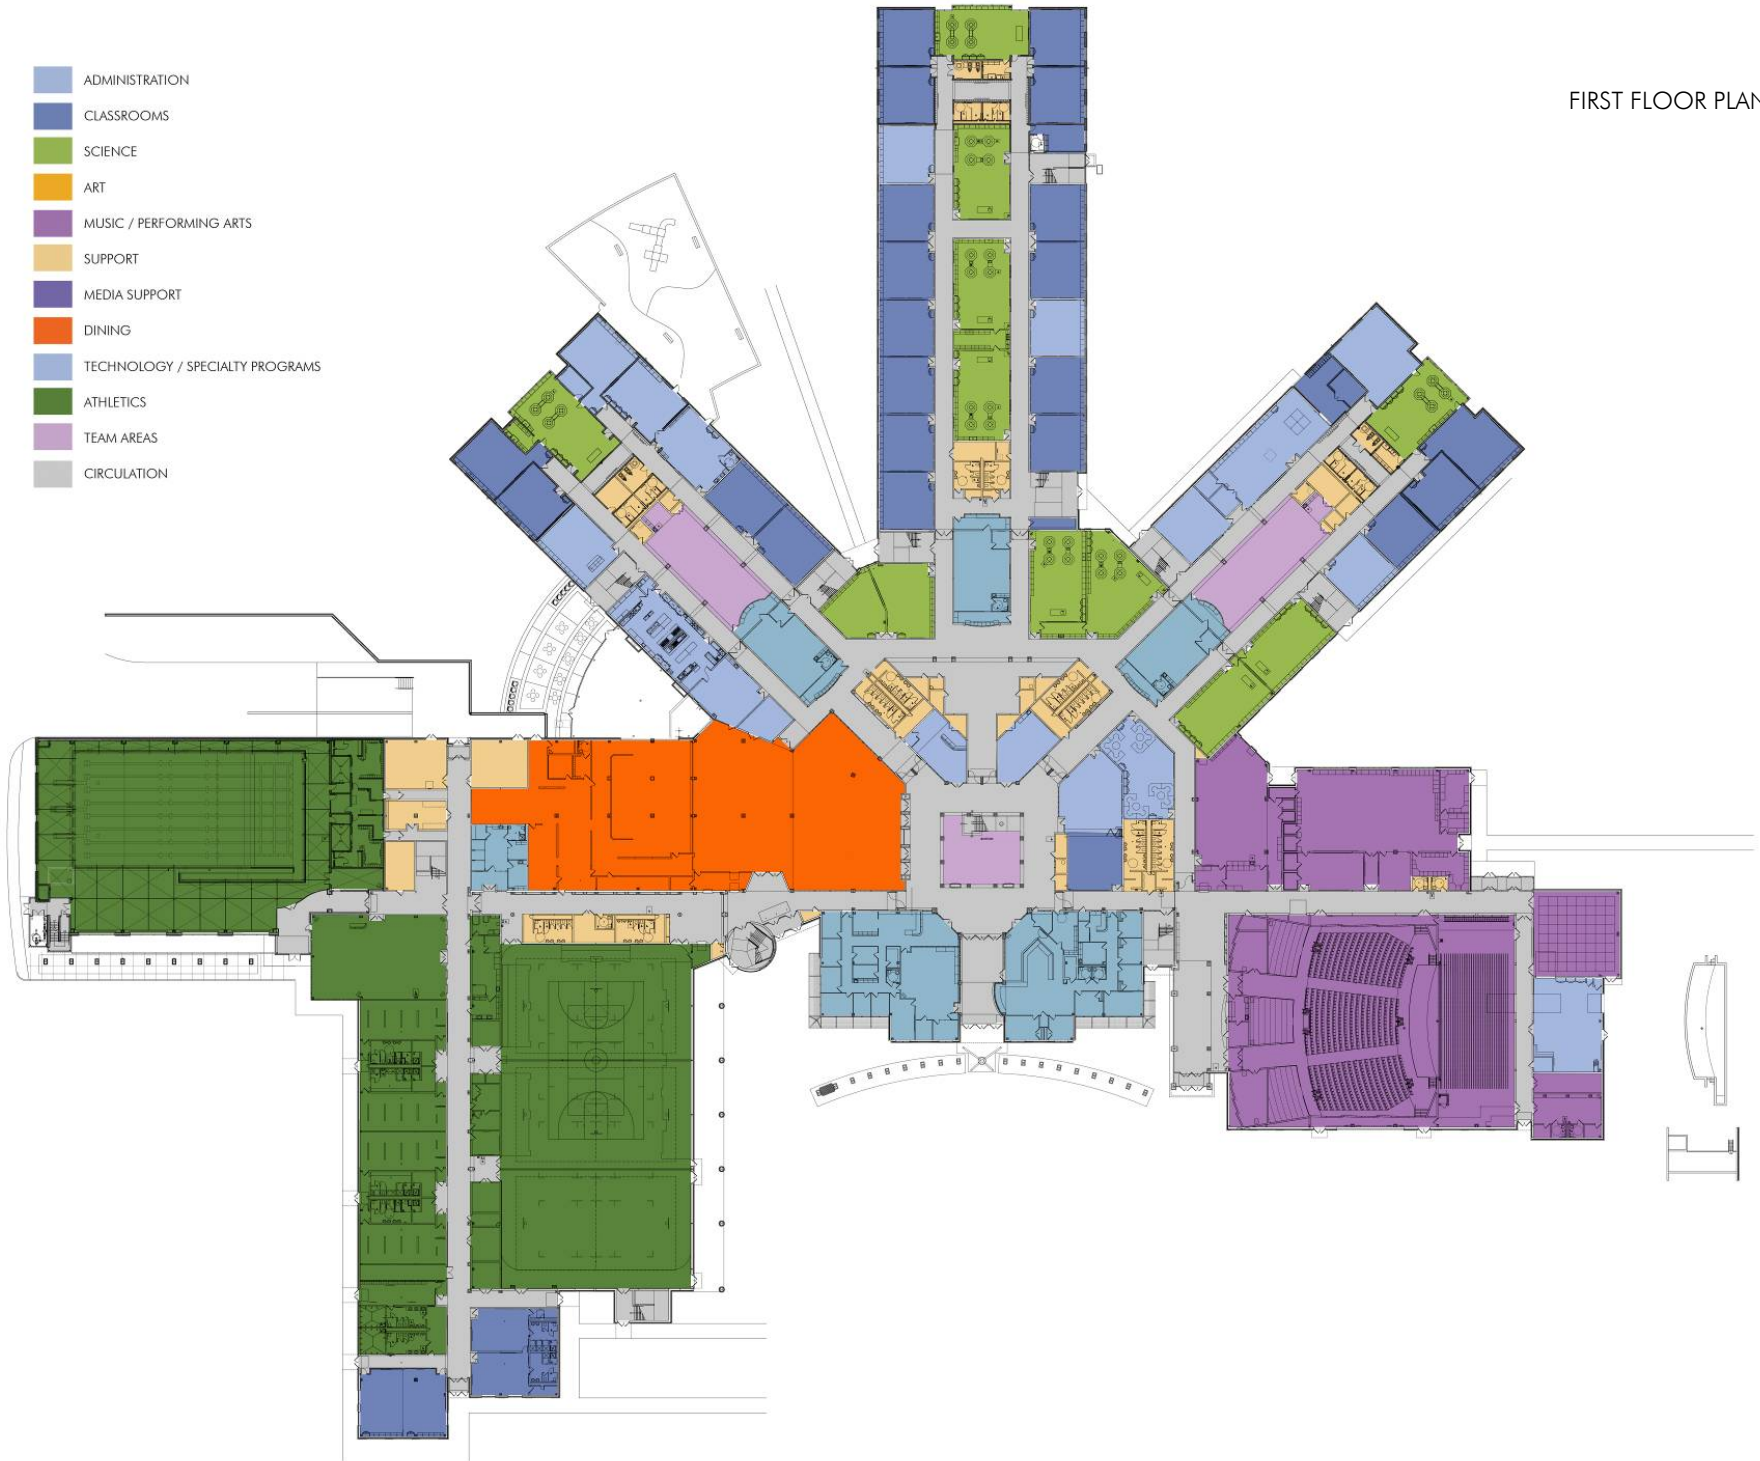 FIRST FLOOR PLAN
ADMINISTRATION
CLASSROOMS
SCIENCE
ART
MUSIC / PERFORMING ARTS
SUPPORT
MEDIA SUPPORT
DINING
TECHNOLOGY / SPECIALTY PROGRAMS
ATHLETICS
TEAM AREAS
CIRCULATION